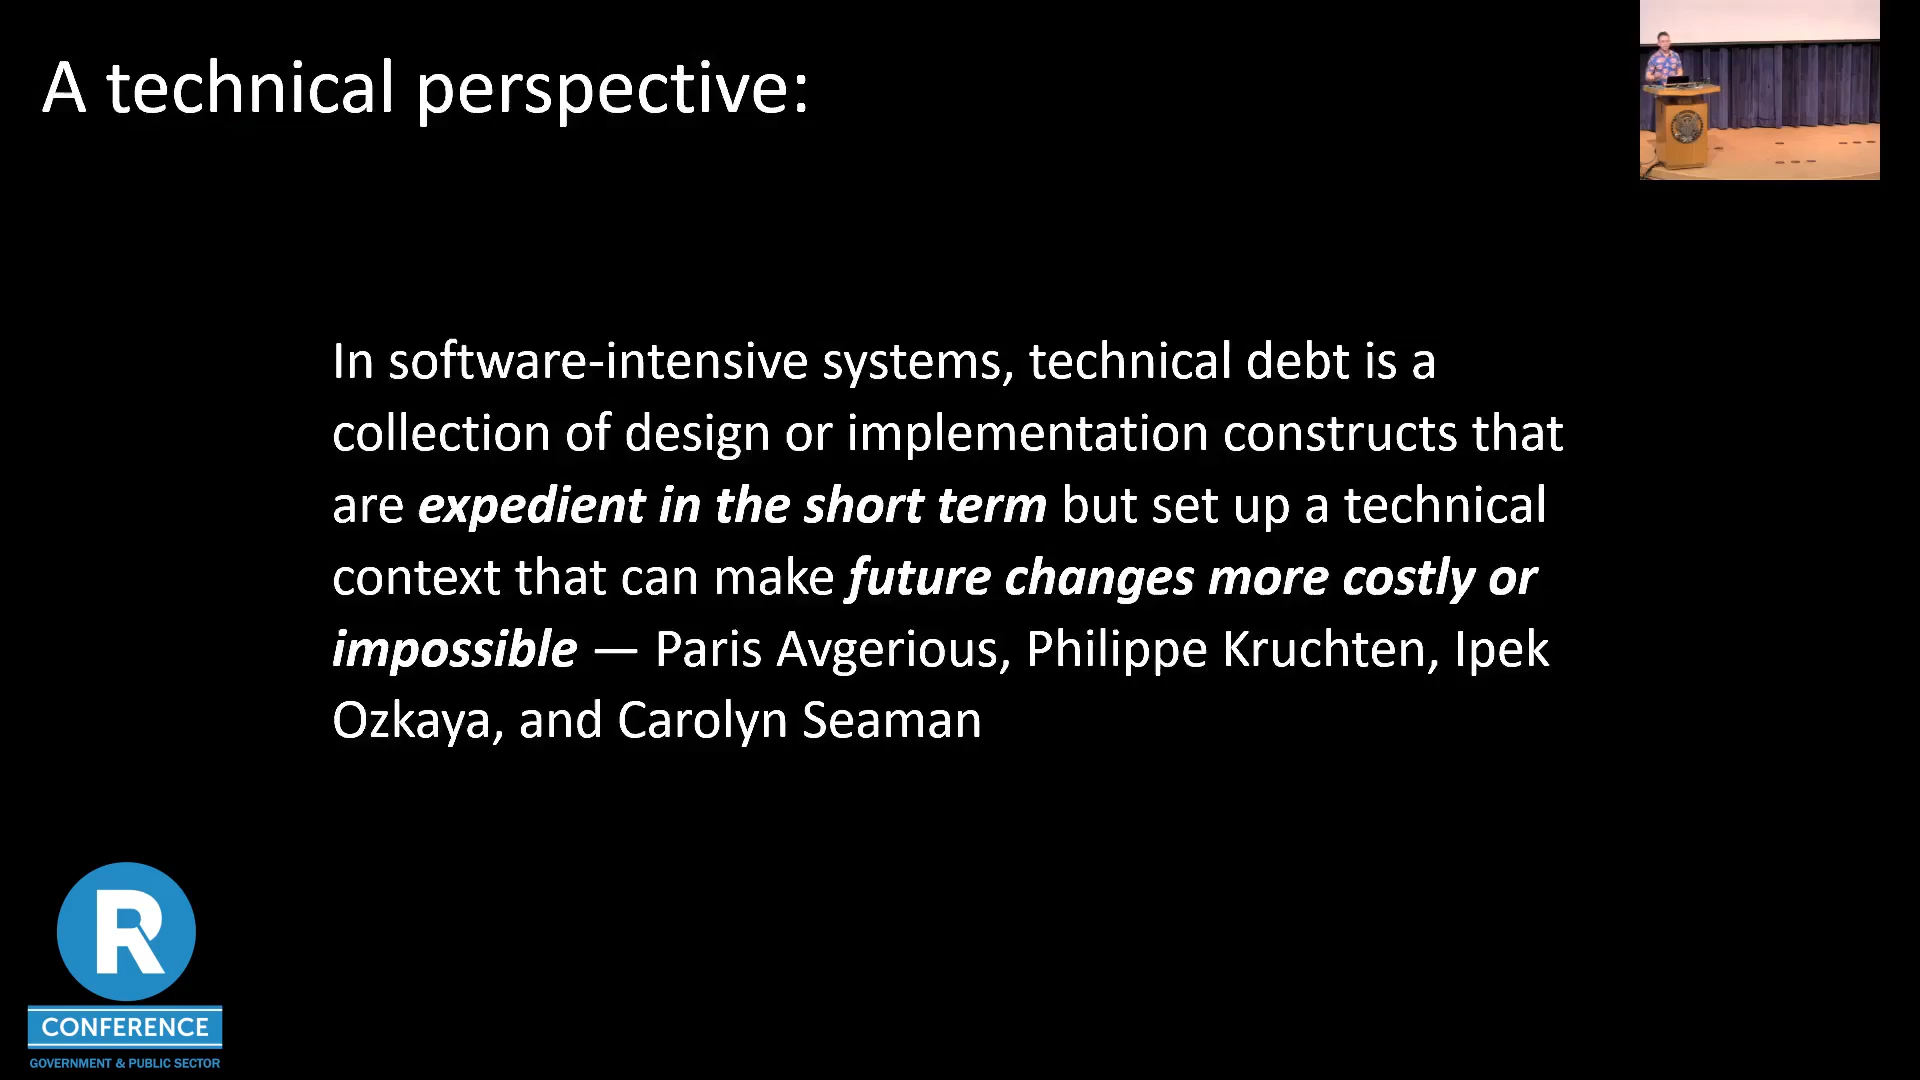 A technical perspective:
In software-intensive systems, technical debt is a
collection of design or implementation constructs that
are expedient in the short term but set up a technical
context that can make future changes more costly or
impossible — Paris Avgerious, Philippe Kruchten, Ipek
Ozkaya, and Carolyn Seaman
R
CONFERENCE
GOVERNMENT & PUBLIC SECTOR